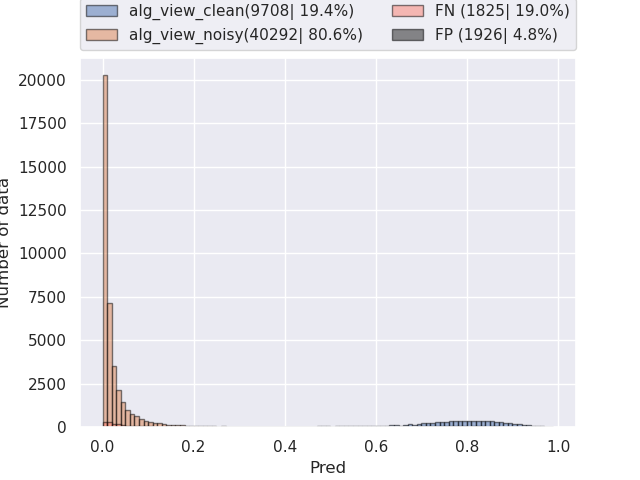 alg_view_clean(9708| 19.4%)
alg_view_noisy(40292| 80.6%)
FN (1825| 19.0%)
FP (1926| 4.8%)
20000
17500
15000
12500
10000
7500
5000
2500
0
Number of data
0.0 0.2 0.4 0.6 0.8 1.0
Pred